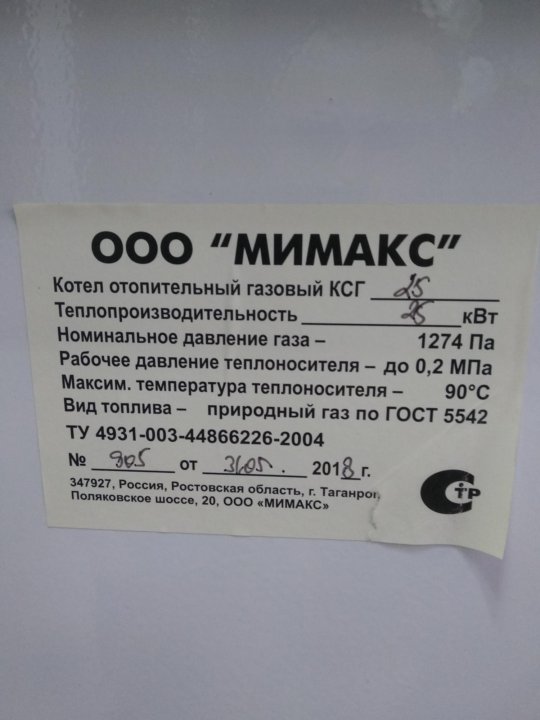 ООО "МИМАКС"
Котел отопительный газовый КСГ 25
Теплопроизводительность 25 кВт
Номинальное давление газа – 1274 Па
Рабочее давление теплоносителя – до 0,2 МПа
Максим. температура теплоносителя – 90°С
Вид топлива – природный газ по ГОСТ 5542
ТУ 4931-003-44866226-2004
№ 905 от 31.05. 2018 г.
347927, Россия, Ростовская область, г. Таганрог,
Поляковское шоссе, 20, ООО «МИМАКС»
СТР